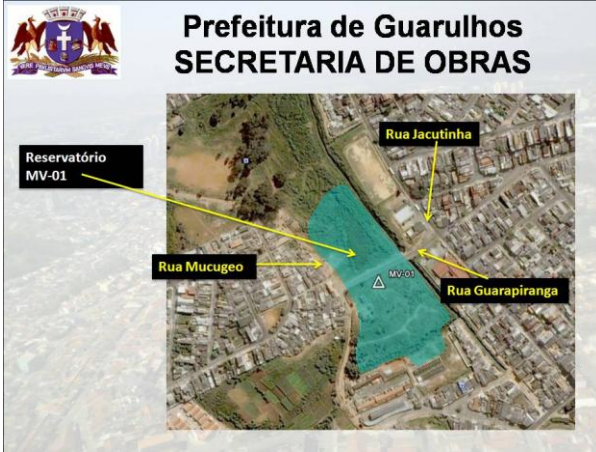 Prefeitura de Guarulhos
SECRETARIA DE OBRAS
Rua Jacutinha
Reservatório
MV-01
Rua Mucugeo
MV-01
Rua Guarapiranga